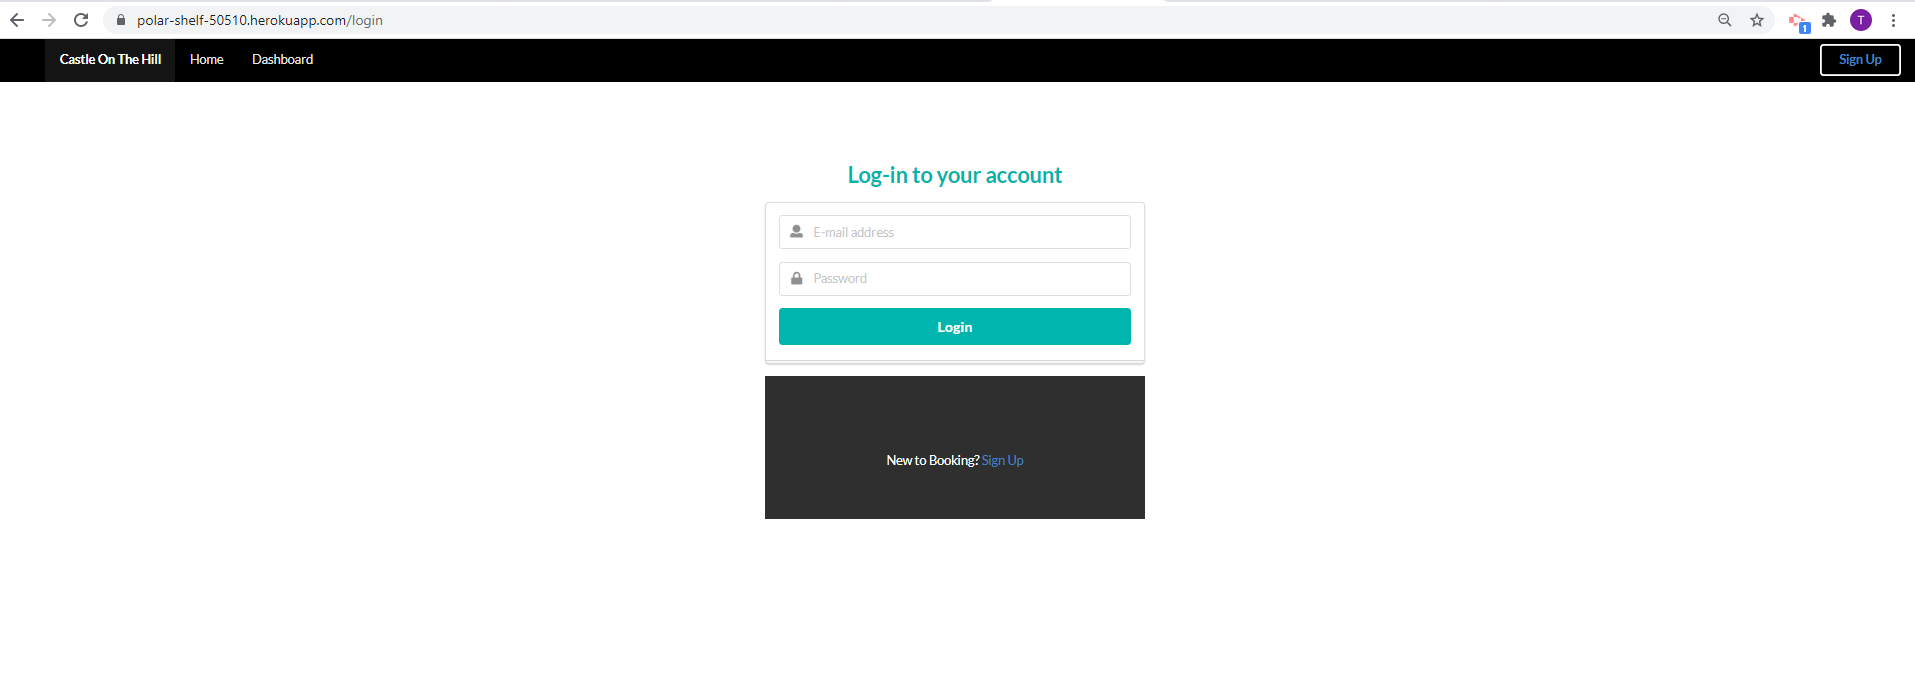 polar-shelf-50510.herokuapp.com/login
1
T
Castle On The Hill
Home
Dashboard
Sign Up
Log-in to your account
E-mail address
Password
Login
New to Booking? Sign Up